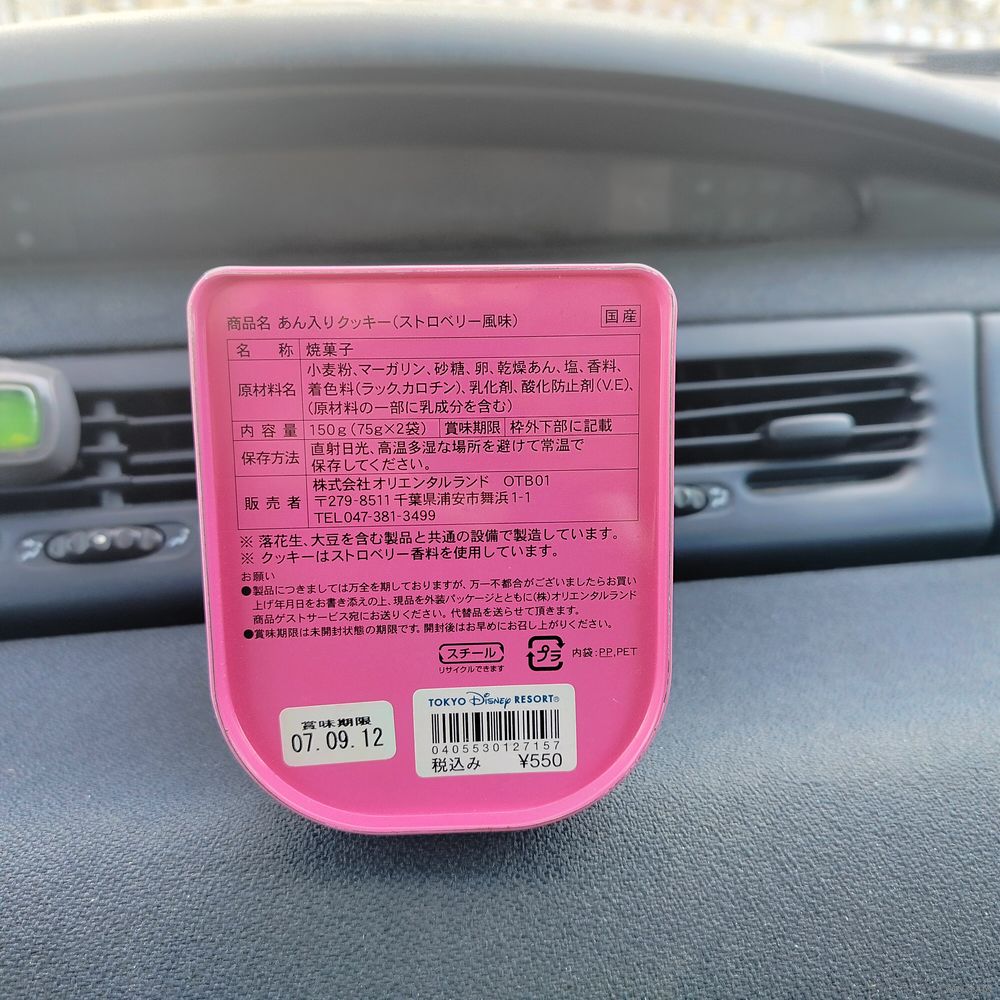 商品名 あん入りクッキー(ストロベリー風味) 国産
名 称 焼菓子
原材料名 小麦粉、マーガリン、砂糖、卵、乾燥あん、塩、香料、
着色料(ラック、カロチン)、乳化剤、酸化防止剤(V.E)、
(原材料の一部に乳成分を含む)
内容量 150g(75g×2袋) 賞味期限 枠外下部に記載
保存方法 直射日光、高温多湿な場所を避けて常温で
保存してください。
販売者 株式会社オリエンタルランド OTB01
〒279-8511 千葉県浦安市舞浜1-1
TEL047-381-3499
※ 落花生、大豆を含む製品と共通の設備で製造しています。
※ クッキーはストロベリー香料を使用しています。
お願い
●製品につきましては万全を期しておりますが、万一不都合がございましたらお買い
上げ年月日をお書き添えの上、現品を外装パッケージとともに(株)オリエンタルランド
商品ゲストサービス宛にお送りください。代替品を送らせて頂きます。
●賞味期限は未開封状態の期限です。開封後はお早めにお召し上がりください。
スチール
リサイクルできます
プラ 内袋:PP,PET
賞味期限
07.09.12
TOKYO Disney RESORT®
0405530127157
税込み ¥550